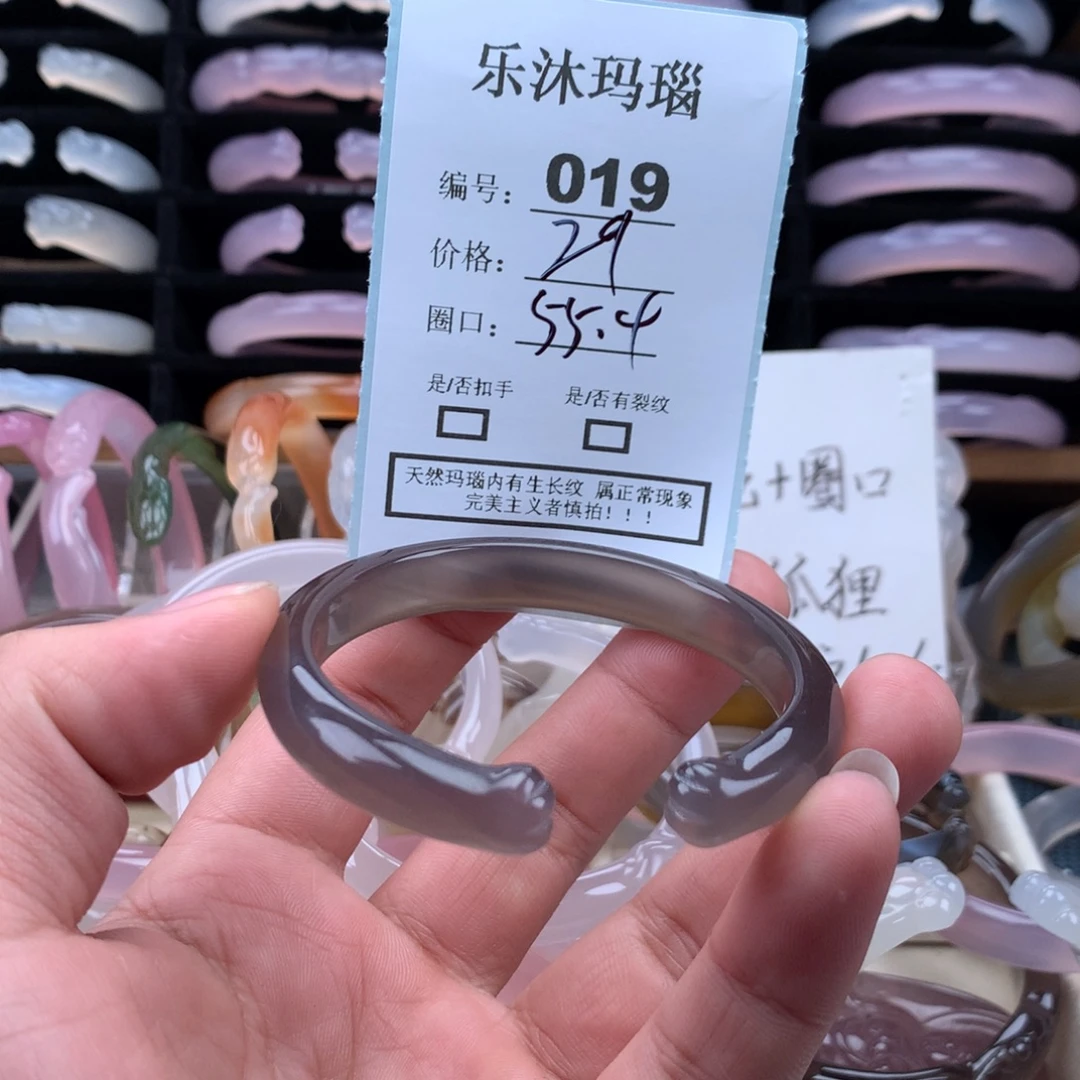 乐沐玛瑙
编号: 019
价格: 29
圈口: 55.4
是/否扣手 是/否有裂纹
天然玛瑙内有生长纹 属正常现象
完美主义者慎拍!!!
+圈口
狐狸